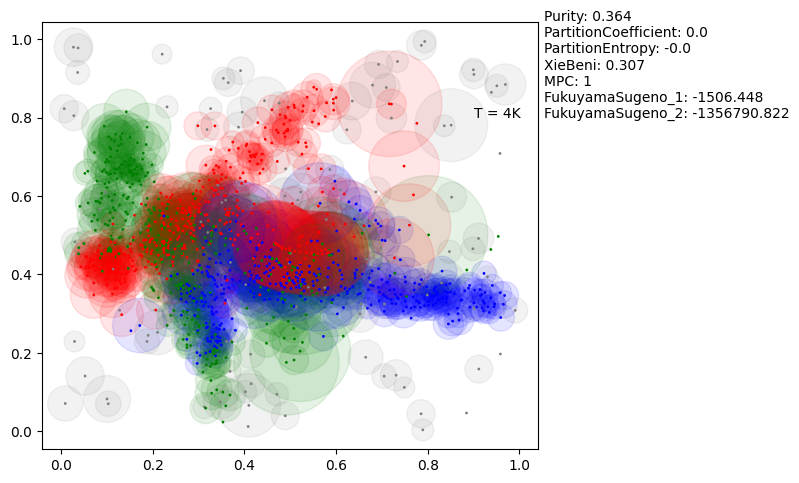 Purity: 0.364
PartitionCoefficient: 0.0
PartitionEntropy: -0.0
XieBeni: 0.307
MPC: 1
FukuyamaSugeno_1: -1506.448
FukuyamaSugeno_2: -1356790.822
T = 4K
1.0
0.8
0.6
0.4
0.2
0.0
0.0 0.2 0.4 0.6 0.8 1.0